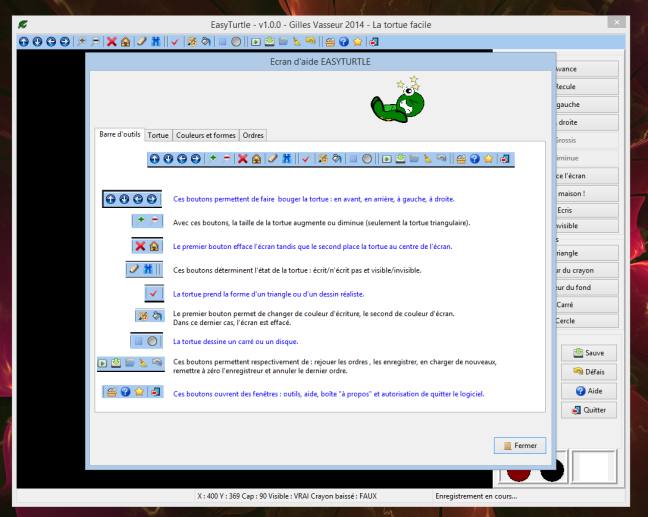 EasyTurtle - v1.0.0 - Gilles Vasseur 2014 - La tortue facile
Ecran d'aide EASYTURTLE
Barre d'outils Tortue Couleurs et formes Ordres
Ces boutons permettent de faire bouger la tortue : en avant, en arrière, à gauche, à droite.
Avec ces boutons, la taille de la tortue augmente ou diminue (seulement la tortue triangulaire).
Le premier bouton efface l'écran tandis que le second place la tortue au centre de l'écran.
Ces boutons déterminent l'état de la tortue : écrit/n'écrit pas et visible/invisible.
La tortue prend la forme d'un triangle ou d'un dessin réaliste.
Le premier bouton permet de changer de couleur d'écriture, le second de couleur d'écran.
Dans ce dernier cas, l'écran est effacé.
La tortue dessine un carré ou un disque.
Ces boutons permettent respectivement de : rejouer les ordres , les enregistrer, en charger de nouveaux,
remettre à zéro l'enregistreur et annuler le dernier ordre.
Ces boutons ouvrent des fenêtres : outils, aide, boîte "à propos" et autorisation de quitter le logiciel.
Fermer
vance
Recule
gauche
droite
rossis
iminue
ce l'écran
maison !
Ecris
visible
s
iangle
r du crayon
eur du fond
Carré
Cercle
Sauve
Défais
Aide
Quitter
X : 400 Y : 369 Cap : 90 Visible : VRAI Crayon baissé : FAUX
Enregistrement en cours...